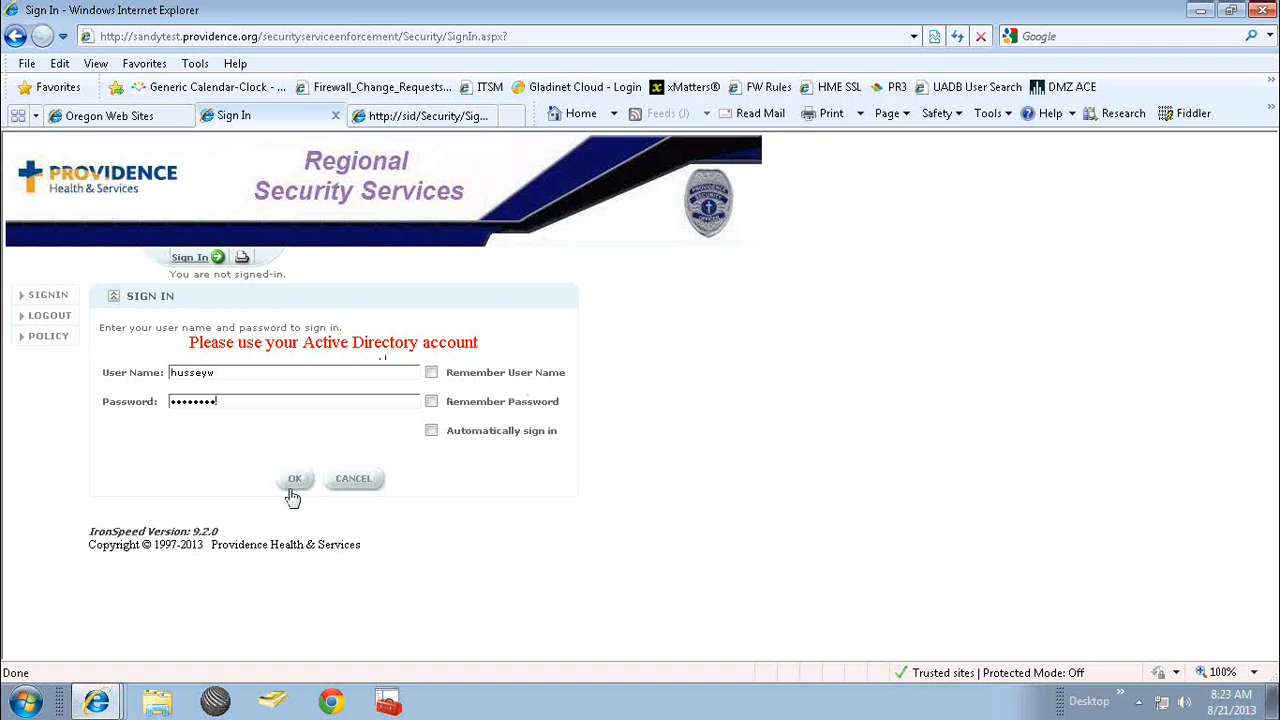 Sign In - Windows Internet Explorer
http://sandytest.providence.org/securityserviceenforcement/Security/SignIn.aspx?
Google
File Edit View Favorites Tools Help
Favorites Generic Calendar-Clock - ... Firewall_Change_Requests... ITSM Gladinet Cloud - Login xMatters® FW Rules HME SSL PR3 UADB User Search DMZ ACE
Oregon Web Sites Sign In http://sid/Security/Sig... Home Feeds (J) Read Mail Print Page Safety Tools Help Research Fiddler
PROVIDENCE
Health & Services
Regional
Security Services
PROVIDENCE
SECURITY
OFFICER
Sign In
You are not signed-in.
SIGNIN
LOGOUT
POLICY
SIGN IN
Enter your user name and password to sign in.
Please use your Active Directory account
User Name: husseyw Remember User Name
Password: ••••••••• Remember Password
Automatically sign in
OK CANCEL
IronSpeed Version: 9.2.0
Copyright © 1997-2013 Providence Health & Services
Done Trusted sites | Protected Mode: Off 100%
Desktop 8:23 AM
8/21/2013